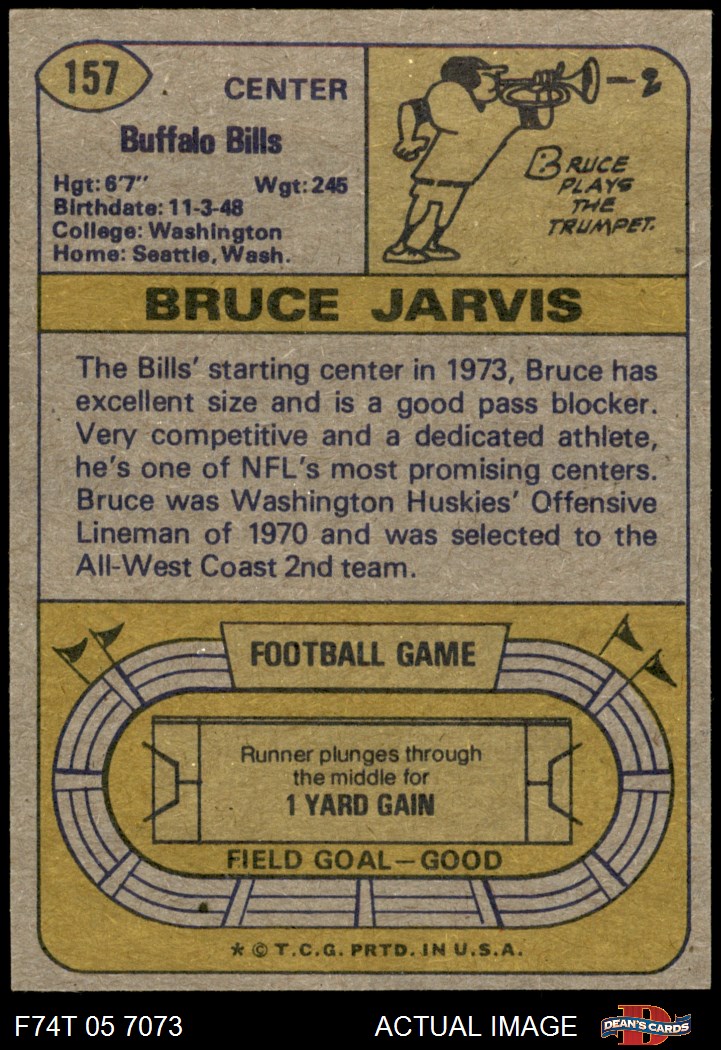 157
CENTER
Buffalo Bills
Hgt: 6'7" Wgt: 245
Birthdate: 11-3-48
College: Washington
Home: Seattle, Wash.
BRUCE
PLAYS
THE
TRUMPET.
BRUCE JARVIS
The Bills' starting center in 1973, Bruce has
excellent size and is a good pass blocker.
Very competitive and a dedicated athlete,
he's one of NFL's most promising centers.
Bruce was Washington Huskies' Offensive
Lineman of 1970 and was selected to the
All-West Coast 2nd team.
FOOTBALL GAME
Runner plunges through
the middle for
1 YARD GAIN
FIELD GOAL—GOOD
* © T.C.G. PRTD. IN U.S.A.
F74T 05 7073 ACTUAL IMAGE
DEAN'S CARDS